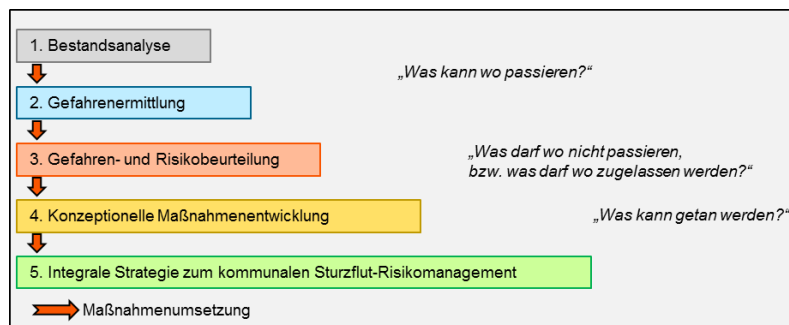 1. Bestandsanalyse
„Was kann wo passieren?“
2. Gefahrenermittlung
3. Gefahren- und Risikobeurteilung
„Was darf wo nicht passieren,
bzw. was darf wo zugelassen werden?“
4. Konzeptionelle Maßnahmenentwicklung
„Was kann getan werden?“
5. Integrale Strategie zum kommunalen Sturzflut-Risikomanagement
Maßnahmenumsetzung